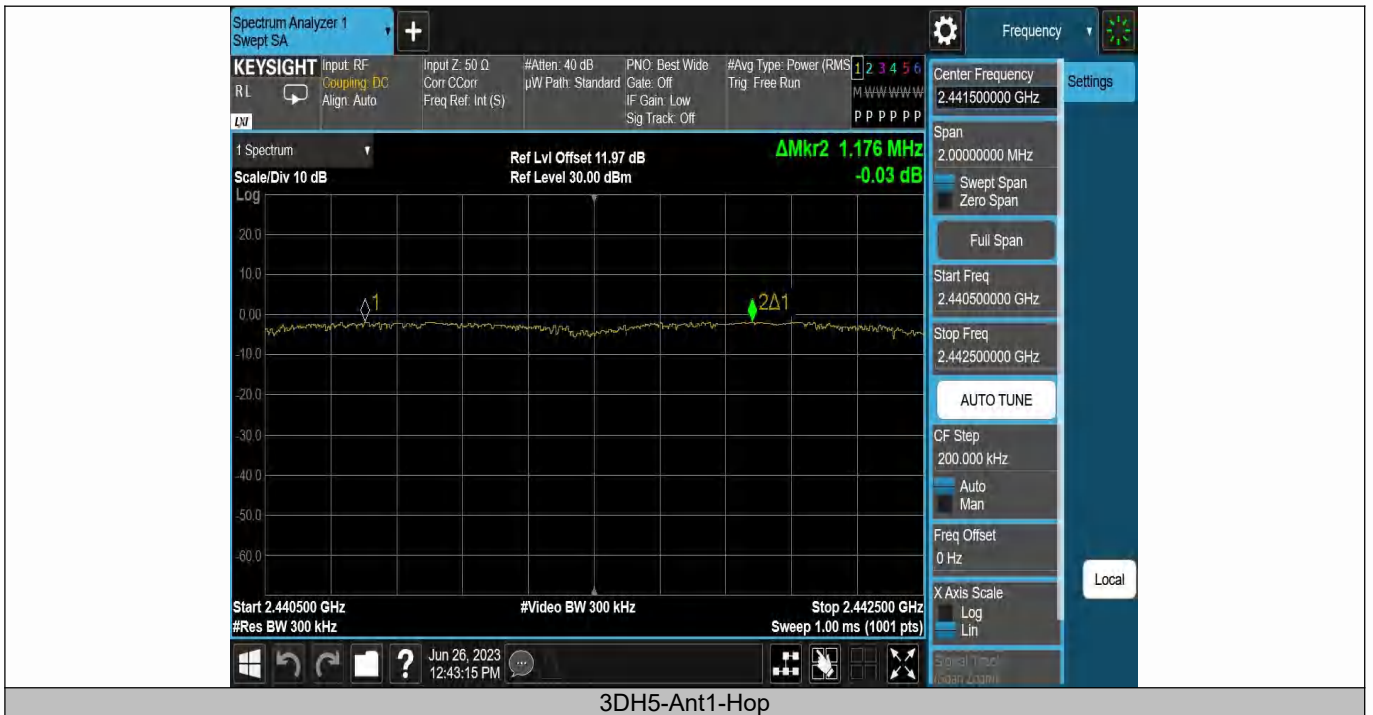 Spectrum Analyzer 1
Swept SA
+
Frequency
KEYSIGHT
RL
LXI
Input: RF
Coupling: DC
Align: Auto
Input Z: 50 Ω
Corr CCorr
Freq Ref: Int (S)
#Atten: 40 dB
µW Path: Standard
PNO: Best Wide
Gate: Off
IF Gain: Low
Sig Track: Off
#Avg Type: Power (RMS
Trig: Free Run
1 2 3 4 5 6
M W W W W W
P P P P P P
Center Frequency
2.441500000 GHz
Settings
Span
2.00000000 MHz
Swept Span
Zero Span
Full Span
Start Freq
2.440500000 GHz
Stop Freq
2.442500000 GHz
AUTO TUNE
CF Step
200.000 kHz
Auto
Man
Freq Offset
0 Hz
X Axis Scale
Log
Lin
Signal Track
(Span Zoom)
Local
1 Spectrum
Scale/Div 10 dB
Ref Lvl Offset 11.97 dB
Ref Level 30.00 dBm
ΔMkr2 1.176 MHz
-0.03 dB
Log
20.0
10.0
0.00
-10.0
-20.0
-30.0
-40.0
-50.0
-60.0
1
2Δ1
Start 2.440500 GHz
#Res BW 300 kHz
#Video BW 300 kHz
Stop 2.442500 GHz
Sweep 1.00 ms (1001 pts)
?
Jun 26, 2023
12:43:15 PM
3DH5-Ant1-Hop